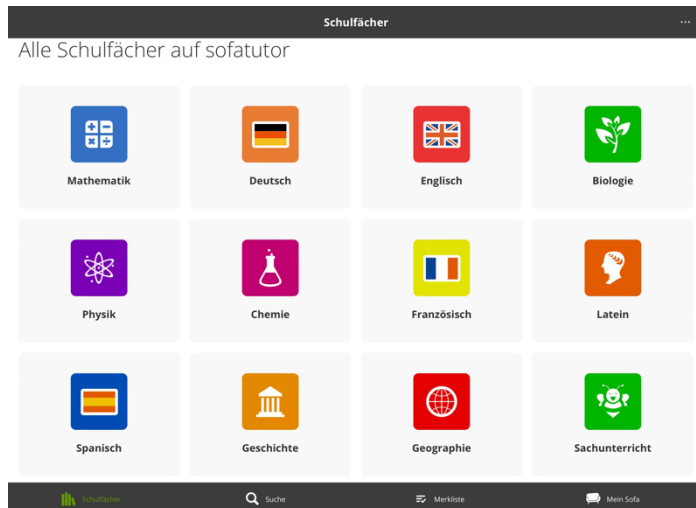 Schulfächer
Alle Schulfächer auf sofatutor
Mathematik
Deutsch
Englisch
Biologie
Physik
Chemie
Französisch
Latein
Spanisch
Geschichte
Geographie
Sachunterricht
Schulfächer
Suche
Merkliste
Mein Sofa